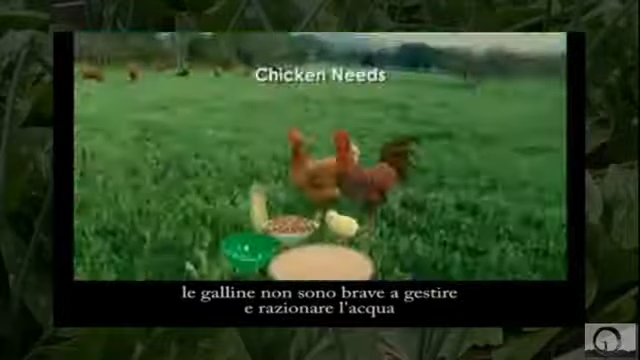 Chicken Needs
le galline non sono brave a gestire
e razionare l'acqua